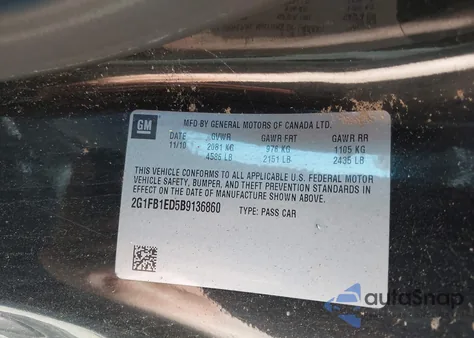 GM
MFD BY GENERAL MOTORS OF CANADA LTD.
DATE GVWR GAWR FRT GAWR RR
11/10 2081 KG 976 KG 1105 KG
4586 LB 2151 LB 2435 LB
THIS VEHICLE CONFORMS TO ALL APPLICABLE U.S. FEDERAL MOTOR
VEHICLE SAFETY, BUMPER, AND THEFT PREVENTION STANDARDS IN
EFFECT ON THE DATE OF MANUFACTURE SHOWN ABOVE.
2G1FB1ED5B9136860 TYPE: PASS CAR
autoSnap